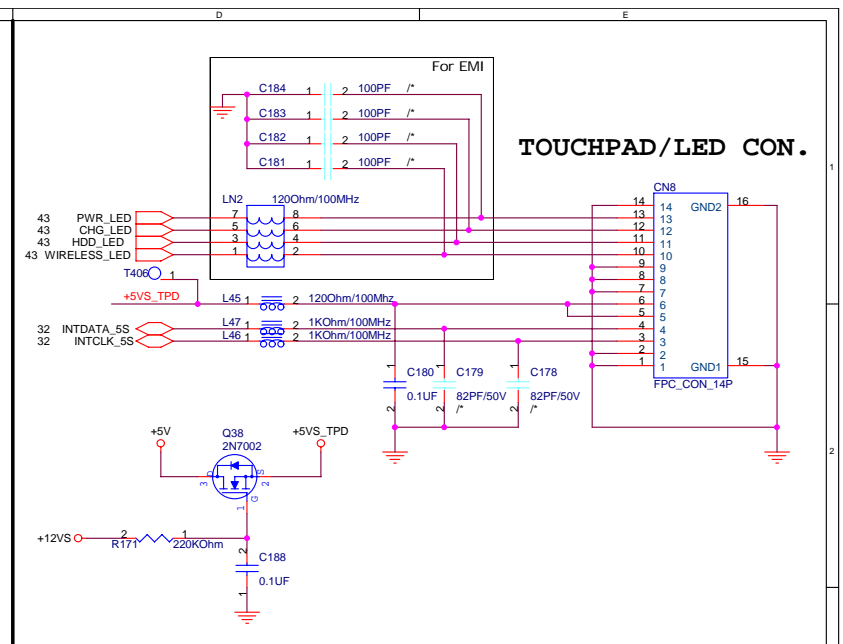 D E
For EMI
C184 1 2 100PF /*
C183 1 2 100PF /*
C182 1 2 100PF /*
C181 1 2 100PF /*
TOUCHPAD/LED CON.
1
CN8
LN2 120Ohm/100MHz
14 14 GND2 16
43 PWR_LED 7 8 13 13
43 CHG_LED 5 6 12 12
43 HDD_LED 3 4 11 11
43 WIRELESS_LED 1 2 10 10
9 9
T406 1 8 8
7 7
+5VS_TPD L45 1 2 120Ohm/100Mhz 6 6
5 5
32 INTDATA_5S L47 1 2 1KOhm/100MHz 4 4
32 INTCLK_5S L46 1 2 1KOhm/100MHz 3 3
2 2
1 1 GND1 15
FPC_CON_14P
1 C180 1 C179 1 C178
0.1UF 82PF/50V 82PF/50V
2 2 /* 2 /*
+5V Q38 +5VS_TPD
2N7002
2
3 D S 2
1 G
+12VS 2 1
R171 220KOhm
2 C188
0.1UF
1